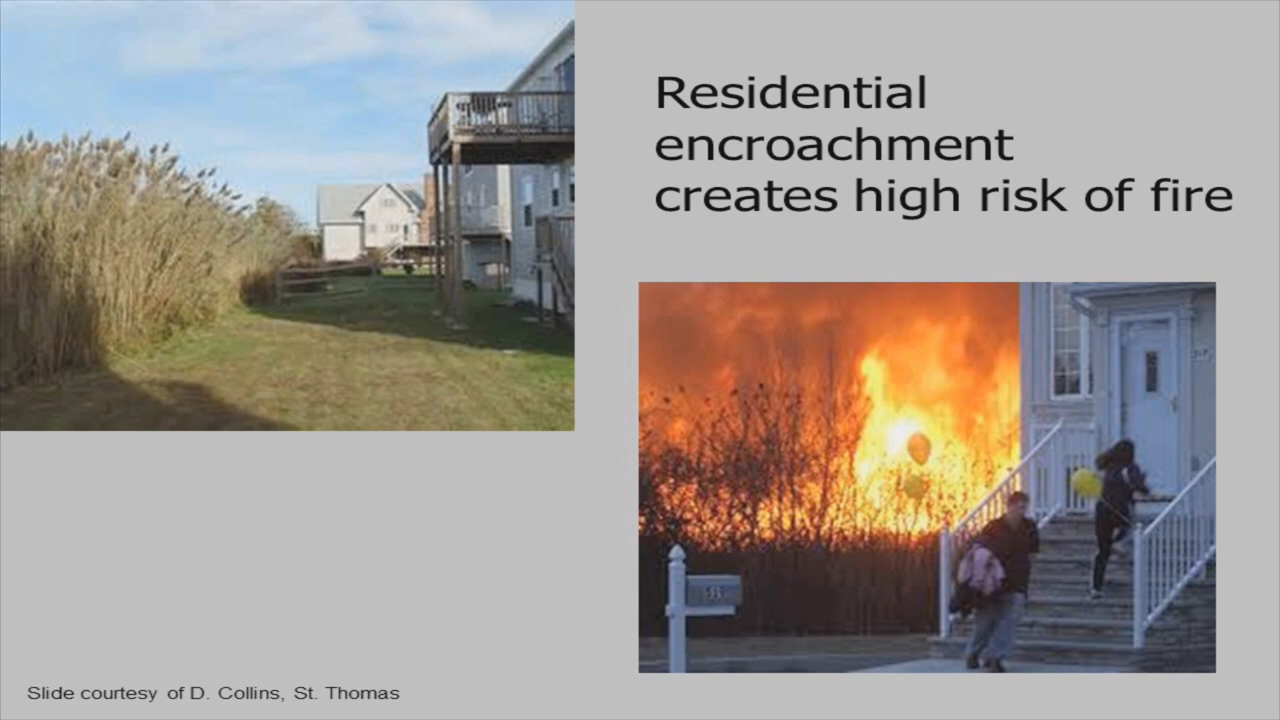 Residential
encroachment
creates high risk of fire
Slide courtesy of D. Collins, St. Thomas